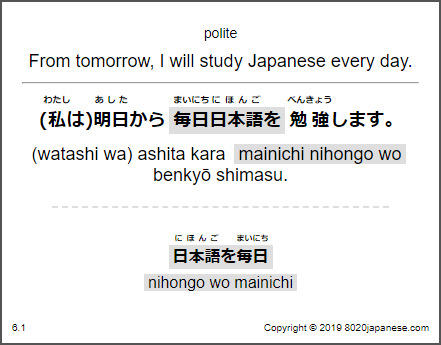 polite
From tomorrow, I will study Japanese every day.
わたし あした まいにち にほんご べんきょう
(私は)明日から 毎日日本語を 勉強します。
(watashi wa) ashita kara mainichi nihongo wo
benkyō shimasu.
にほんご まいにち
日本語を毎日
nihongo wo mainichi
6.1 Copyright © 2019 8020japanese.com